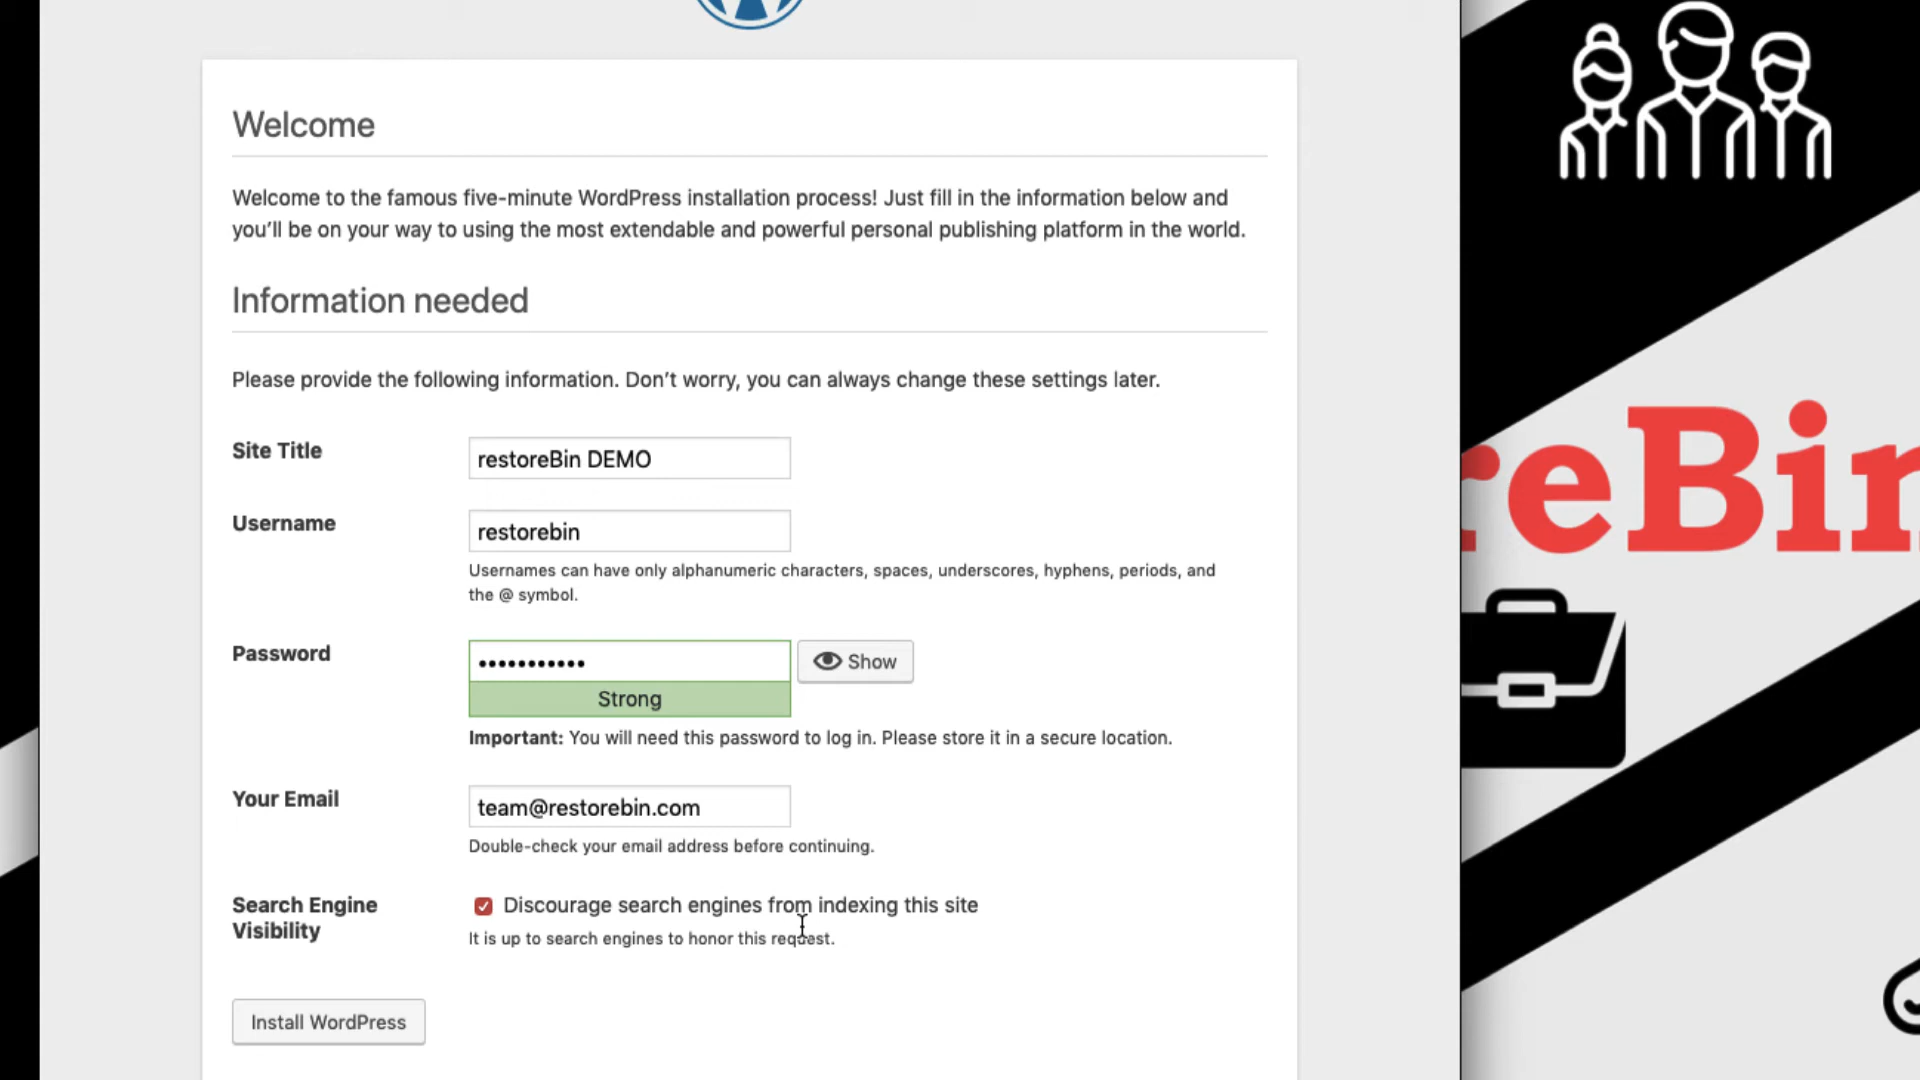 Welcome
Welcome to the famous five-minute WordPress installation process! Just fill in the information below and
you’ll be on your way to using the most extendable and powerful personal publishing platform in the world.
Information needed
Please provide the following information. Don’t worry, you can always change these settings later.
Site Title
restoreBin DEMO
Username
restorebin
Usernames can have only alphanumeric characters, spaces, underscores, hyphens, periods, and
the @ symbol.
Password
•••••••••••
Show
Strong
Important: You will need this password to log in. Please store it in a secure location.
Your Email
team@restorebin.com
Double-check your email address before continuing.
Search Engine
Visibility
Discourage search engines from indexing this site
It is up to search engines to honor this request.
Install WordPress
reBin